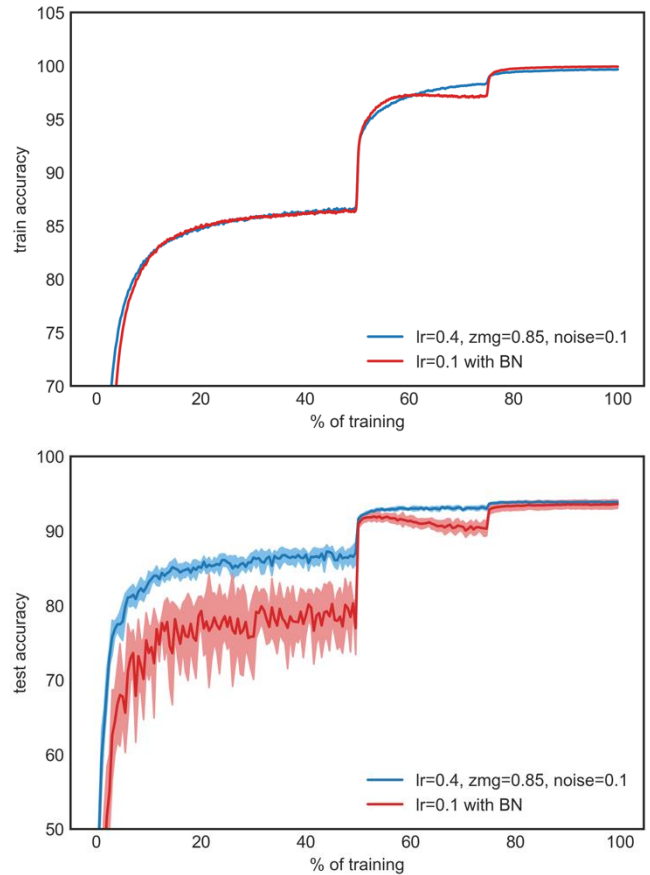 105
100
95
90
85
80
75
70
train accuracy
lr=0.4, zmg=0.85, noise=0.1
lr=0.1 with BN
0 20 40 60 80 100
% of training
100
90
80
70
60
50
test accuracy
lr=0.4, zmg=0.85, noise=0.1
lr=0.1 with BN
0 20 40 60 80 100
% of training